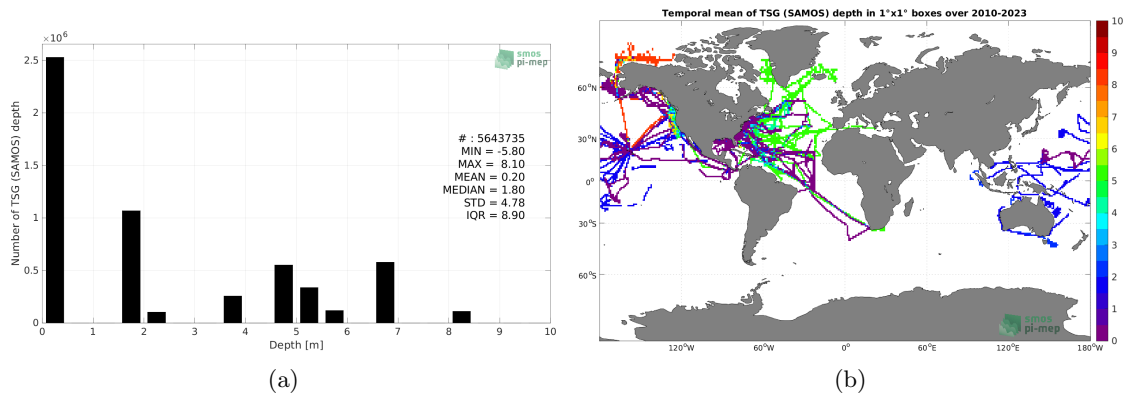 ×10^6
2.5
2
1.5
1
0.5
0
Number of TSG (SAMOS) depth
smos
pi-mep
# : 5643735
MIN = -5.80
MAX = 8.10
MEAN = 0.20
MEDIAN = 1.80
STD = 4.78
IQR = 8.90
0 1 2 3 4 5 6 7 8 9 10
Depth [m]
(a)
Temporal mean of TSG (SAMOS) depth in 1°x1° boxes over 2010-2023
60°N
30°N
0°
30°S
60°S
120°W 60°W 0° 60°E 120°E 180°W
smos
pi-mep
10
9
8
7
6
5
4
3
2
1
0
(b)